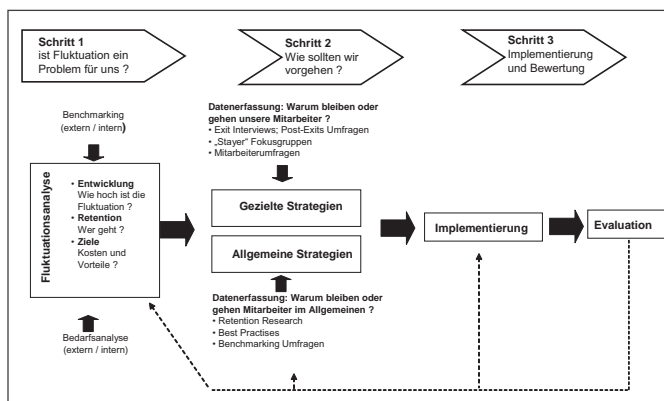 Schritt 1
ist Fluktuation ein
Problem für uns ?
Schritt 2
Wie sollten wir
vorgehen ?
Schritt 3
Implementierung
und Bewertung
Benchmarking
(extern / intern)
Fluktuationsanalyse
• Entwicklung
Wie hoch ist die
Fluktuation ?
• Retention
Wer geht ?
• Ziele
Kosten und
Vorteile ?
Bedarfsanalyse
(extern / intern)
Datenerfassung: Warum bleiben oder
gehen unsere Mitarbeiter ?
• Exit Interviews; Post-Exits Umfragen
• „Stayer" Fokusgruppen
• Mitarbeiterumfragen
Gezielte Strategien
Allgemeine Strategien
Datenerfassung: Warum bleiben oder
gehen Mitarbeiter im Allgemeinen ?
• Retention Research
• Best Practises
• Benchmarking Umfragen
Implementierung
Evaluation